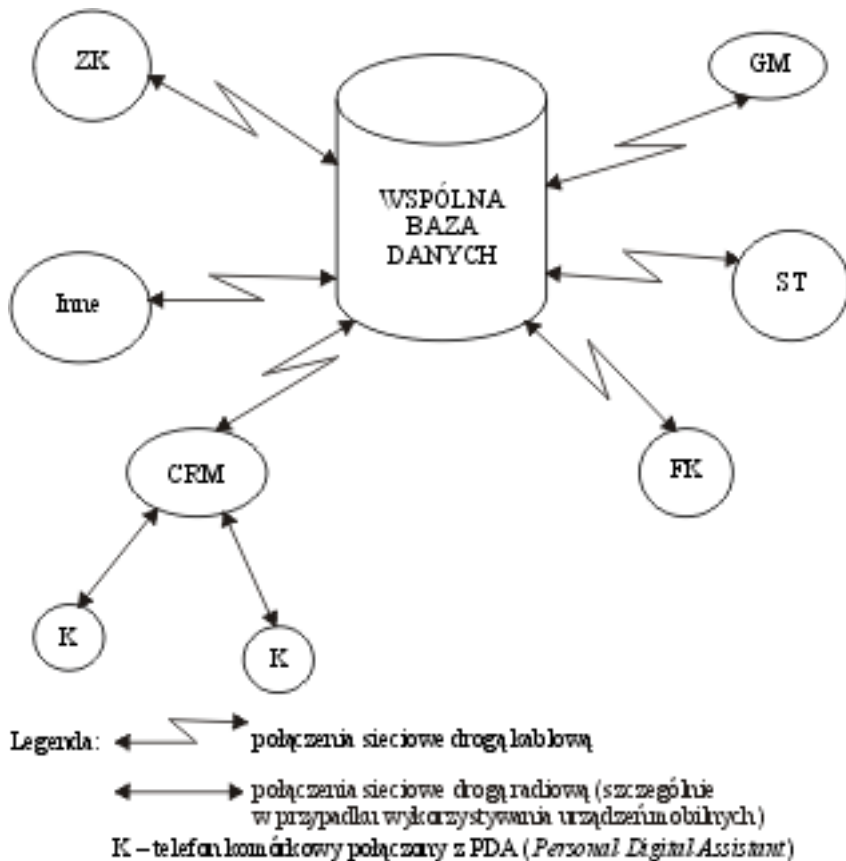 ZK
GM
WSPÓLNA
BAZA
DANYCH
Inne
ST
CRM
FK
K
K
Legenda:
połączenia sieciowe drogą kablową
połączenia sieciowe drogą radiową (szczególnie
w przypadku wykorzystywania urządzeń mobilnych)
K – telefon komórkowy połączony z PDA (Personal Digital Assistant)